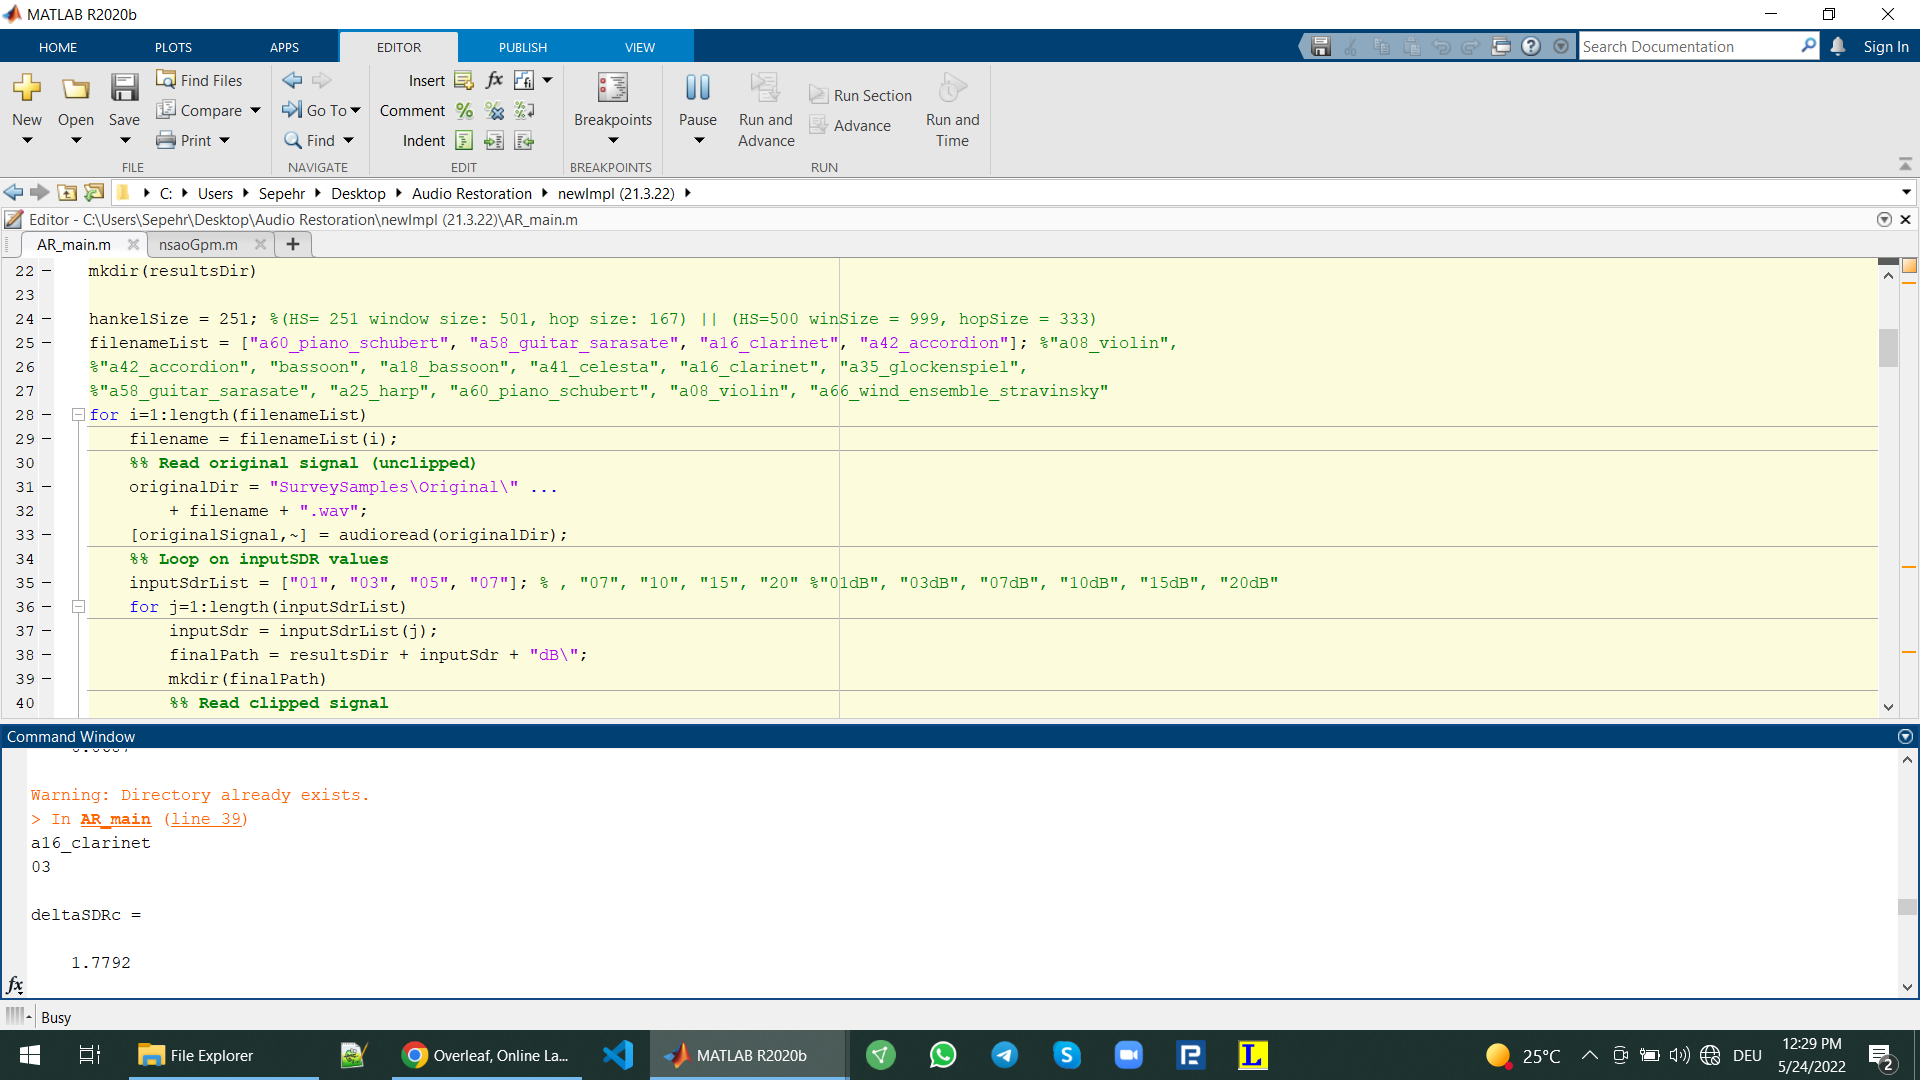 MATLAB R2020b
HOME PLOTS APPS EDITOR PUBLISH VIEW
Search Documentation
Sign In
New
Open
Save
Find Files
Compare
Print
FILE
Go To
Find
NAVIGATE
Insert
fx
Comment
Indent
EDIT
Breakpoints
BREAKPOINTS
Pause
Run and Advance
Run Section
Advance
Run and Time
RUN
C: Users Sepehr Desktop Audio Restoration newImpl (21.3.22)
Editor - C:\Users\Sepehr\Desktop\Audio Restoration\newImpl (21.3.22)\AR_main.m
AR_main.m nsaoGpm.m
22 mkdir(resultsDir)
23
24 hankelSize = 251; %(HS= 251 window size: 501, hop size: 167) || (HS=500 winSize = 999, hopSize = 333)
25 filenameList = ["a60_piano_schubert", "a58_guitar_sarasate", "a16_clarinet", "a42_accordion"]; %"a08_violin",
26 %"a42_accordion", "bassoon", "a18_bassoon", "a41_celesta", "a16_clarinet", "a35_glockenspiel",
27 %"a58_guitar_sarasate", "a25_harp", "a60_piano_schubert", "a08_violin", "a66_wind_ensemble_stravinsky"
28 for i=1:length(filenameList)
29 filename = filenameList(i);
30 %% Read original signal (unclipped)
31 originalDir = "SurveySamples\Original\" ...
32 + filename + ".wav";
33 [originalSignal,~] = audioread(originalDir);
34 %% Loop on inputSDR values
35 inputSdrList = ["01", "03", "05", "07"]; % , "07", "10", "15", "20" %"01dB", "03dB", "07dB", "10dB", "15dB", "20dB"
36 for j=1:length(inputSdrList)
37 inputSdr = inputSdrList(j);
38 finalPath = resultsDir + inputSdr + "dB\";
39 mkdir(finalPath)
40 %% Read clipped signal
Command Window
Warning: Directory already exists.
> In AR_main (line 39)
a16_clarinet
03
deltaSDRc =
1.7792
fx
Busy
File Explorer
Overleaf, Online La...
MATLAB R2020b
25°C
DEU
12:29 PM
5/24/2022
2